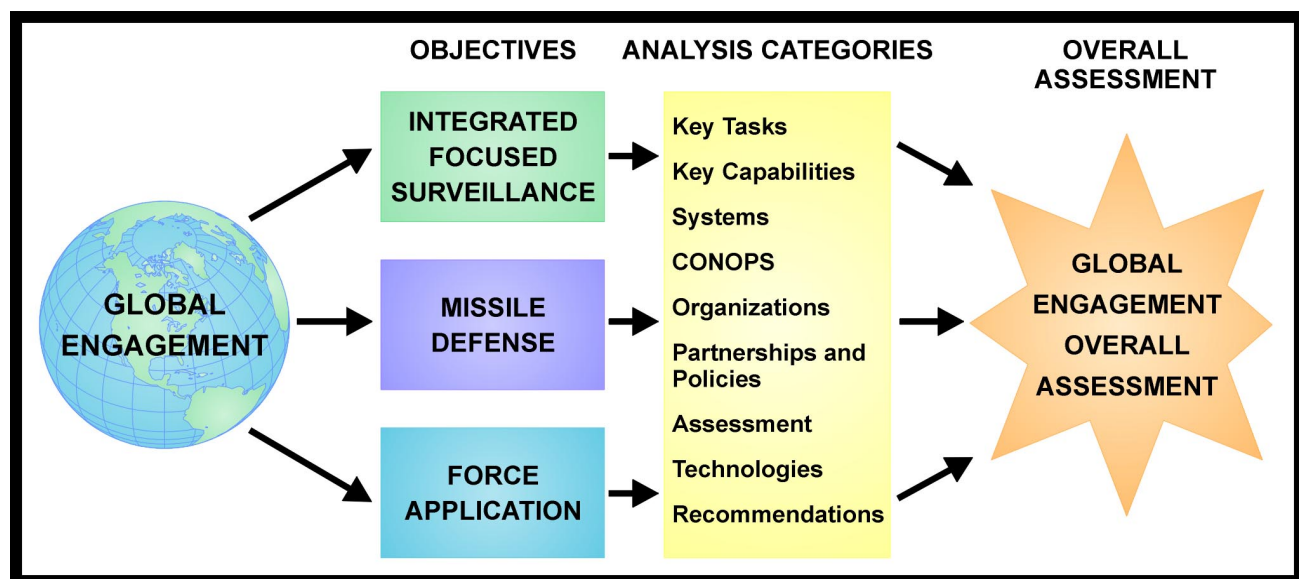 OBJECTIVES
ANALYSIS CATEGORIES
OVERALL
ASSESSMENT
GLOBAL
ENGAGEMENT
INTEGRATED
FOCUSED
SURVEILLANCE
MISSILE
DEFENSE
FORCE
APPLICATION
Key Tasks
Key Capabilities
Systems
CONOPS
Organizations
Partnerships and
Policies
Assessment
Technologies
Recommendations
GLOBAL
ENGAGEMENT
OVERALL
ASSESSMENT